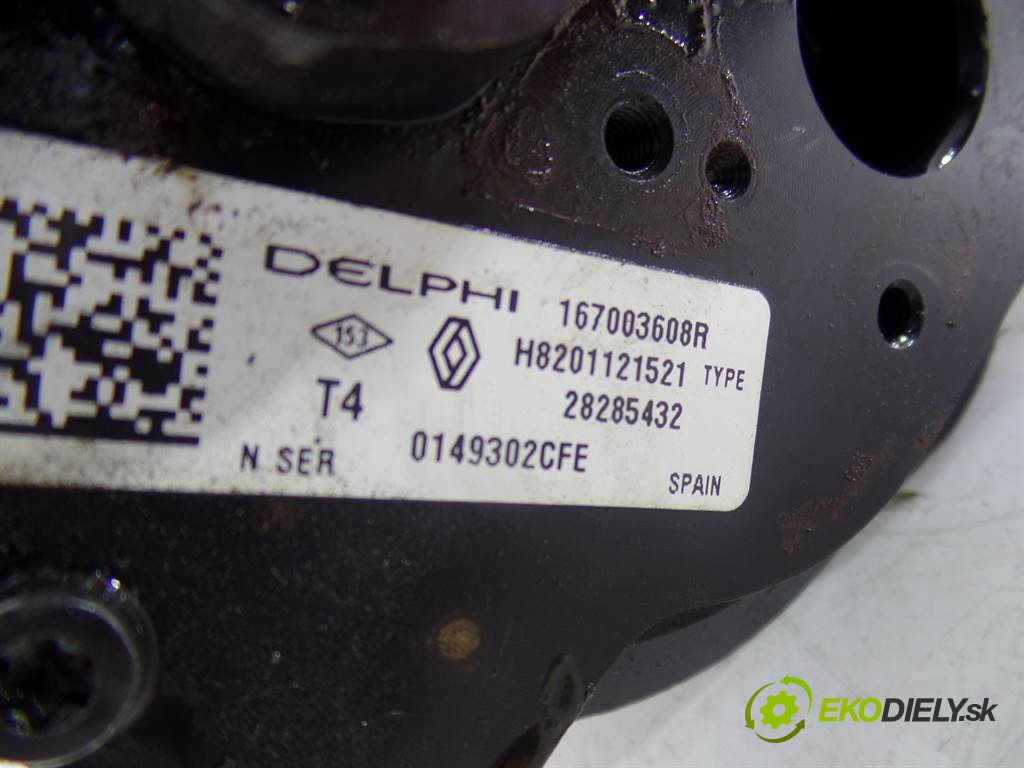 DELPHI 167003608R
153 H8201121521 TYPE
T4 28285432
N SER 0149302CFE SPAIN
EKODIELY.sk